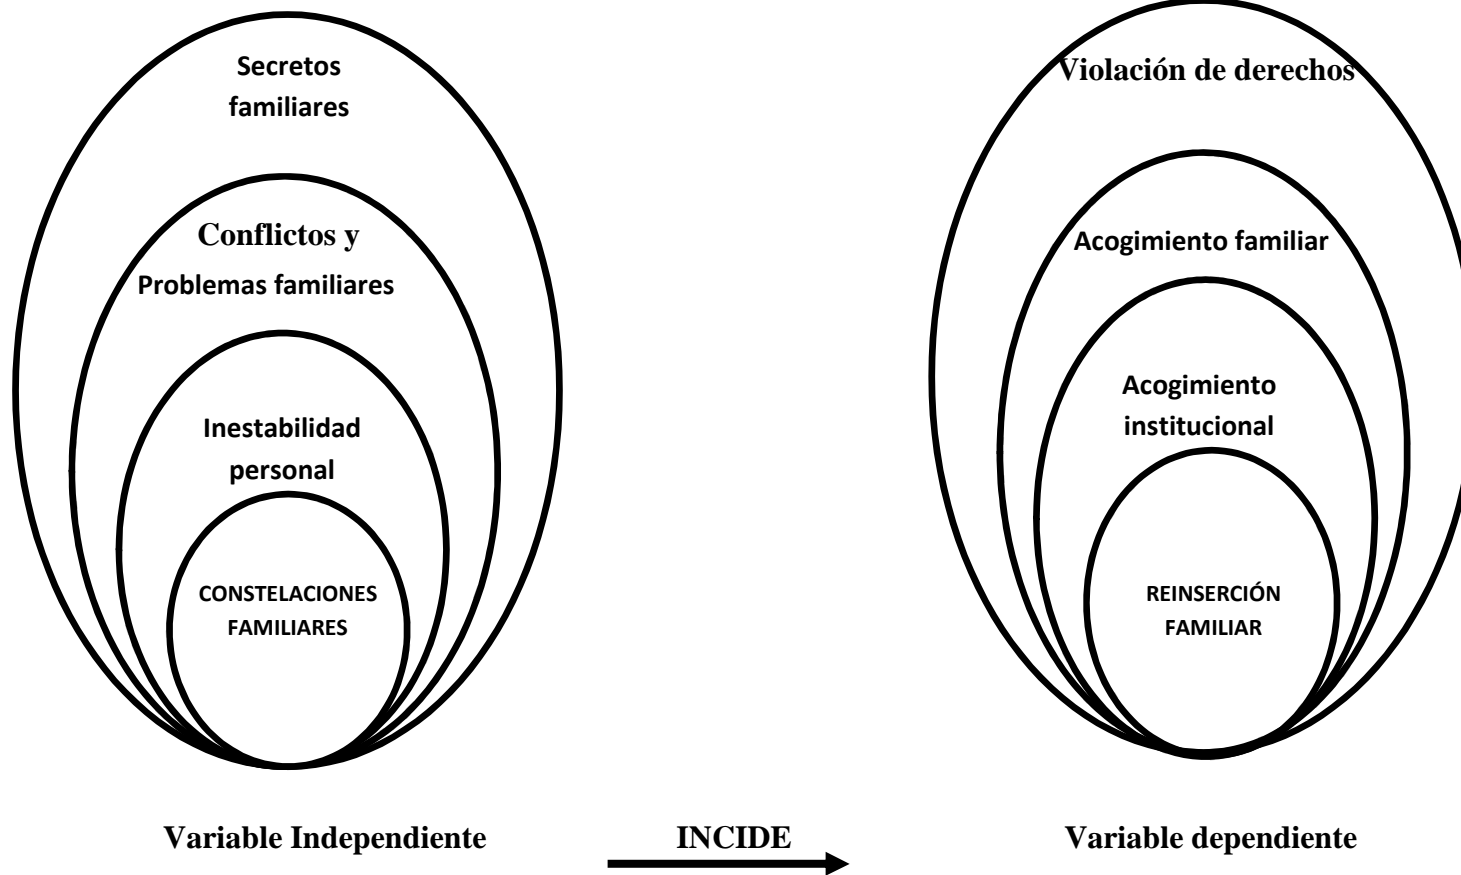 Secretos
familiares
Conflictos y
Problemas familiares
Inestabilidad
personal
CONSTELACIONES
FAMILIARES
Violación de derechos
Acogimiento familiar
Acogimiento
institucional
REINSERCIÓN
FAMILIAR
Variable Independiente
INCIDE
Variable dependiente